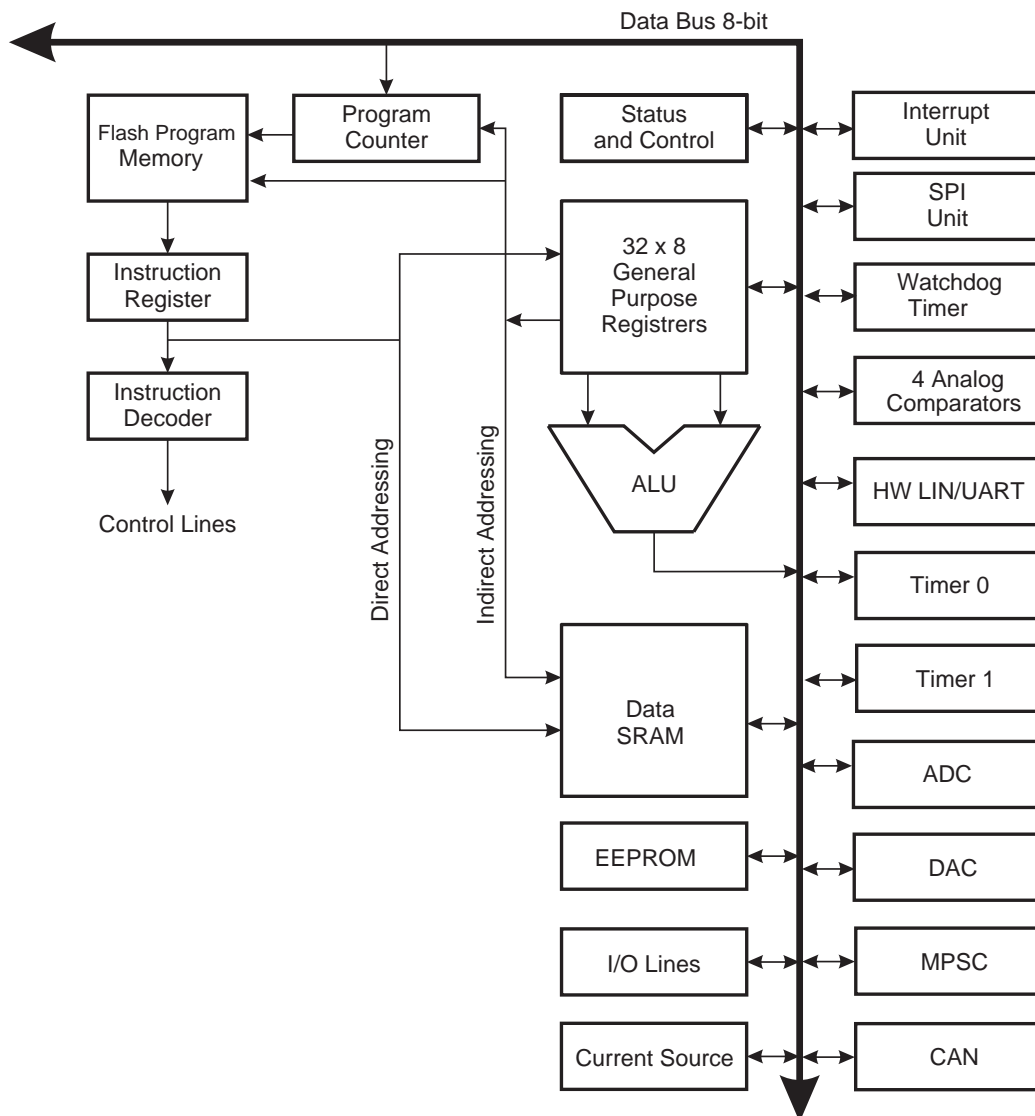 Data Bus 8-bit
Flash Program
Memory
Program
Counter
Status
and Control
Interrupt
Unit
SPI
Unit
32 x 8
General
Purpose
Registrers
Instruction
Register
Watchdog
Timer
Instruction
Decoder
4 Analog
Comparators
Direct Addressing
Indirect Addressing
ALU
HW LIN/UART
Control Lines
Timer 0
Data
SRAM
Timer 1
ADC
EEPROM
DAC
I/O Lines
MPSC
Current Source
CAN